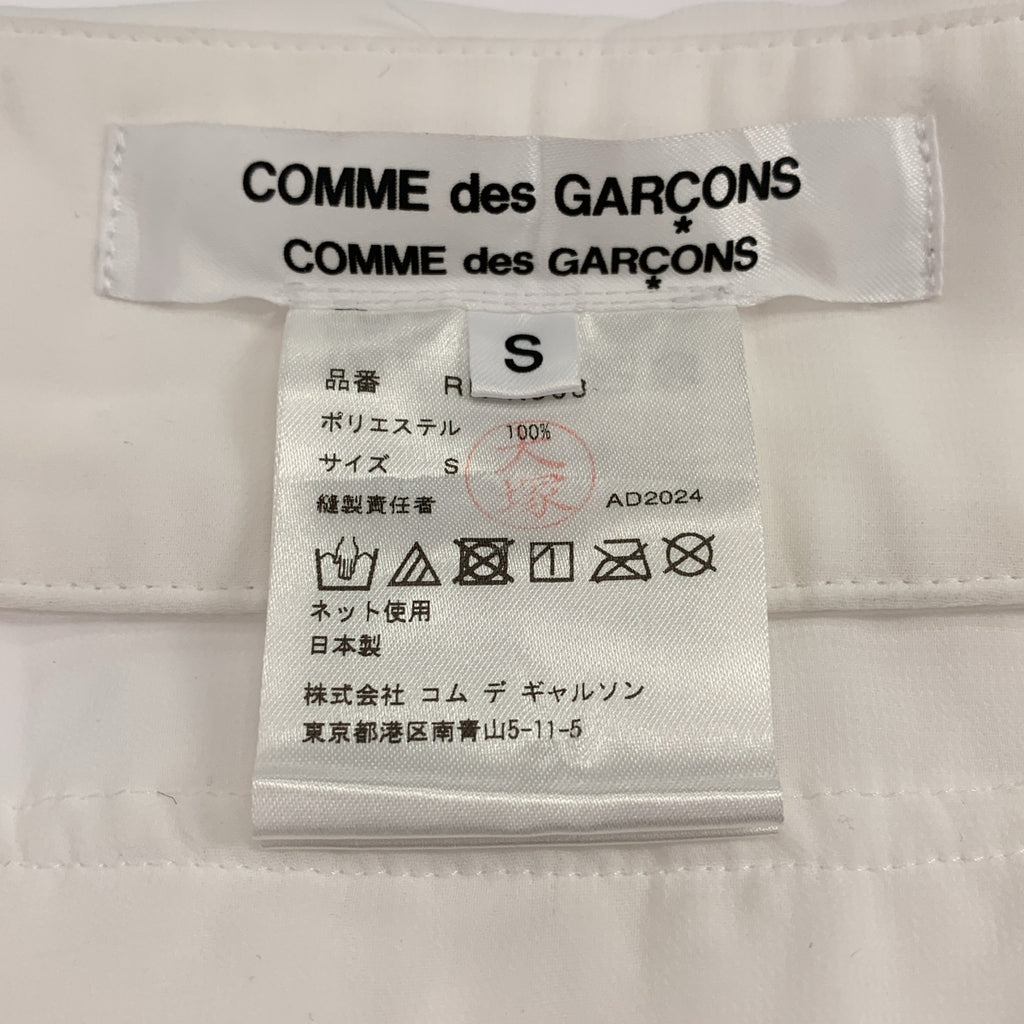 COMME des GARÇONS
COMME des GARÇONS
S
品番
ポリエステル 100%
サイズ S
大塚
縫製責任者 AD2024
ネット使用
日本製
株式会社 コム デ ギャルソン
東京都港区南青山5-11-5